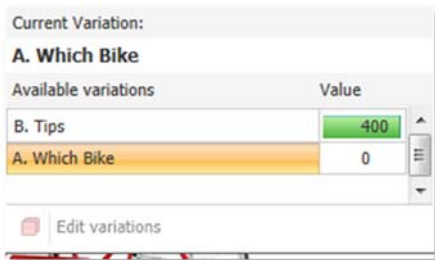 Current Variation:
A. Which Bike
Available variations Value
B. Tips 400
A. Which Bike 0
Edit variations